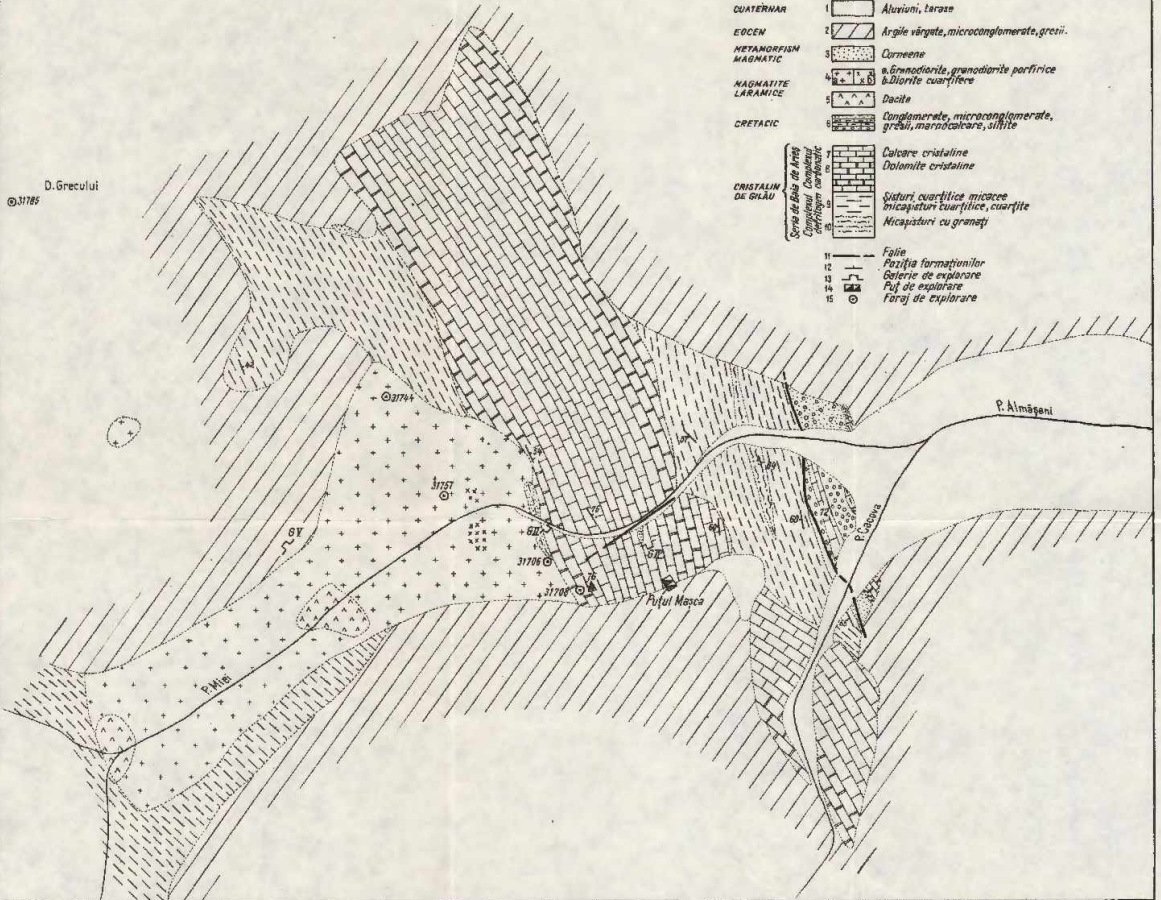 CUATERNAR 1 Aluviuni, terase
EOCEN 2 Argile vărgate, microconglomerate, gresii.
METAMORFISM MAGMATIC 3 Corneene
MAGMATITE LARAMICE 4 a. Granodiorite, granodiorite porfirice
b. Diorite cuarțifere
5 Dacite
CRETACIC 6 Conglomerate, microconglomerate,
gresii, marnocalcare, siltite
CRISTALIN DE GILĂU
Seria de Baia de Arieș
Complexul carbonatic
Complexul detritogen
7 Calcare cristaline
8 Dolomite cristaline
9 Șisturi cuarțitice micacee
micașisturi cuarțitice, cuarțite
10 Micașisturi cu granați
11 Falie
12 Poziția formațiunilor
13 Galerie de explorare
14 Puț de explorare
15 Foraj de explorare
D. Grecului
31785
31744
P. Almășani
31757
G V
P. Cacova
31706
31708
76
Puțul Mașca
P. Miei